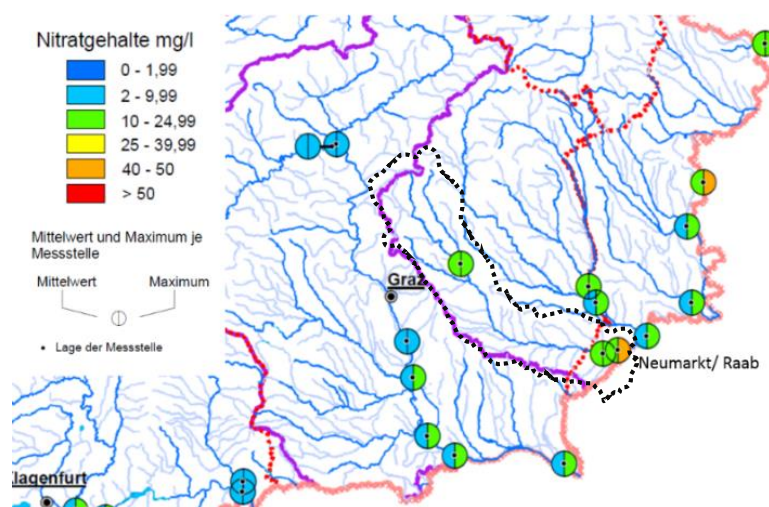 Nitratgehalte mg/l
0 - 1,99
2 - 9,99
10 - 24,99
25 - 39,99
40 - 50
> 50
Mittelwert und Maximum je
Messstelle
Mittelwert
Maximum
Lage der Messstelle
Graz
Neumarkt/ Raab
lagenfurt